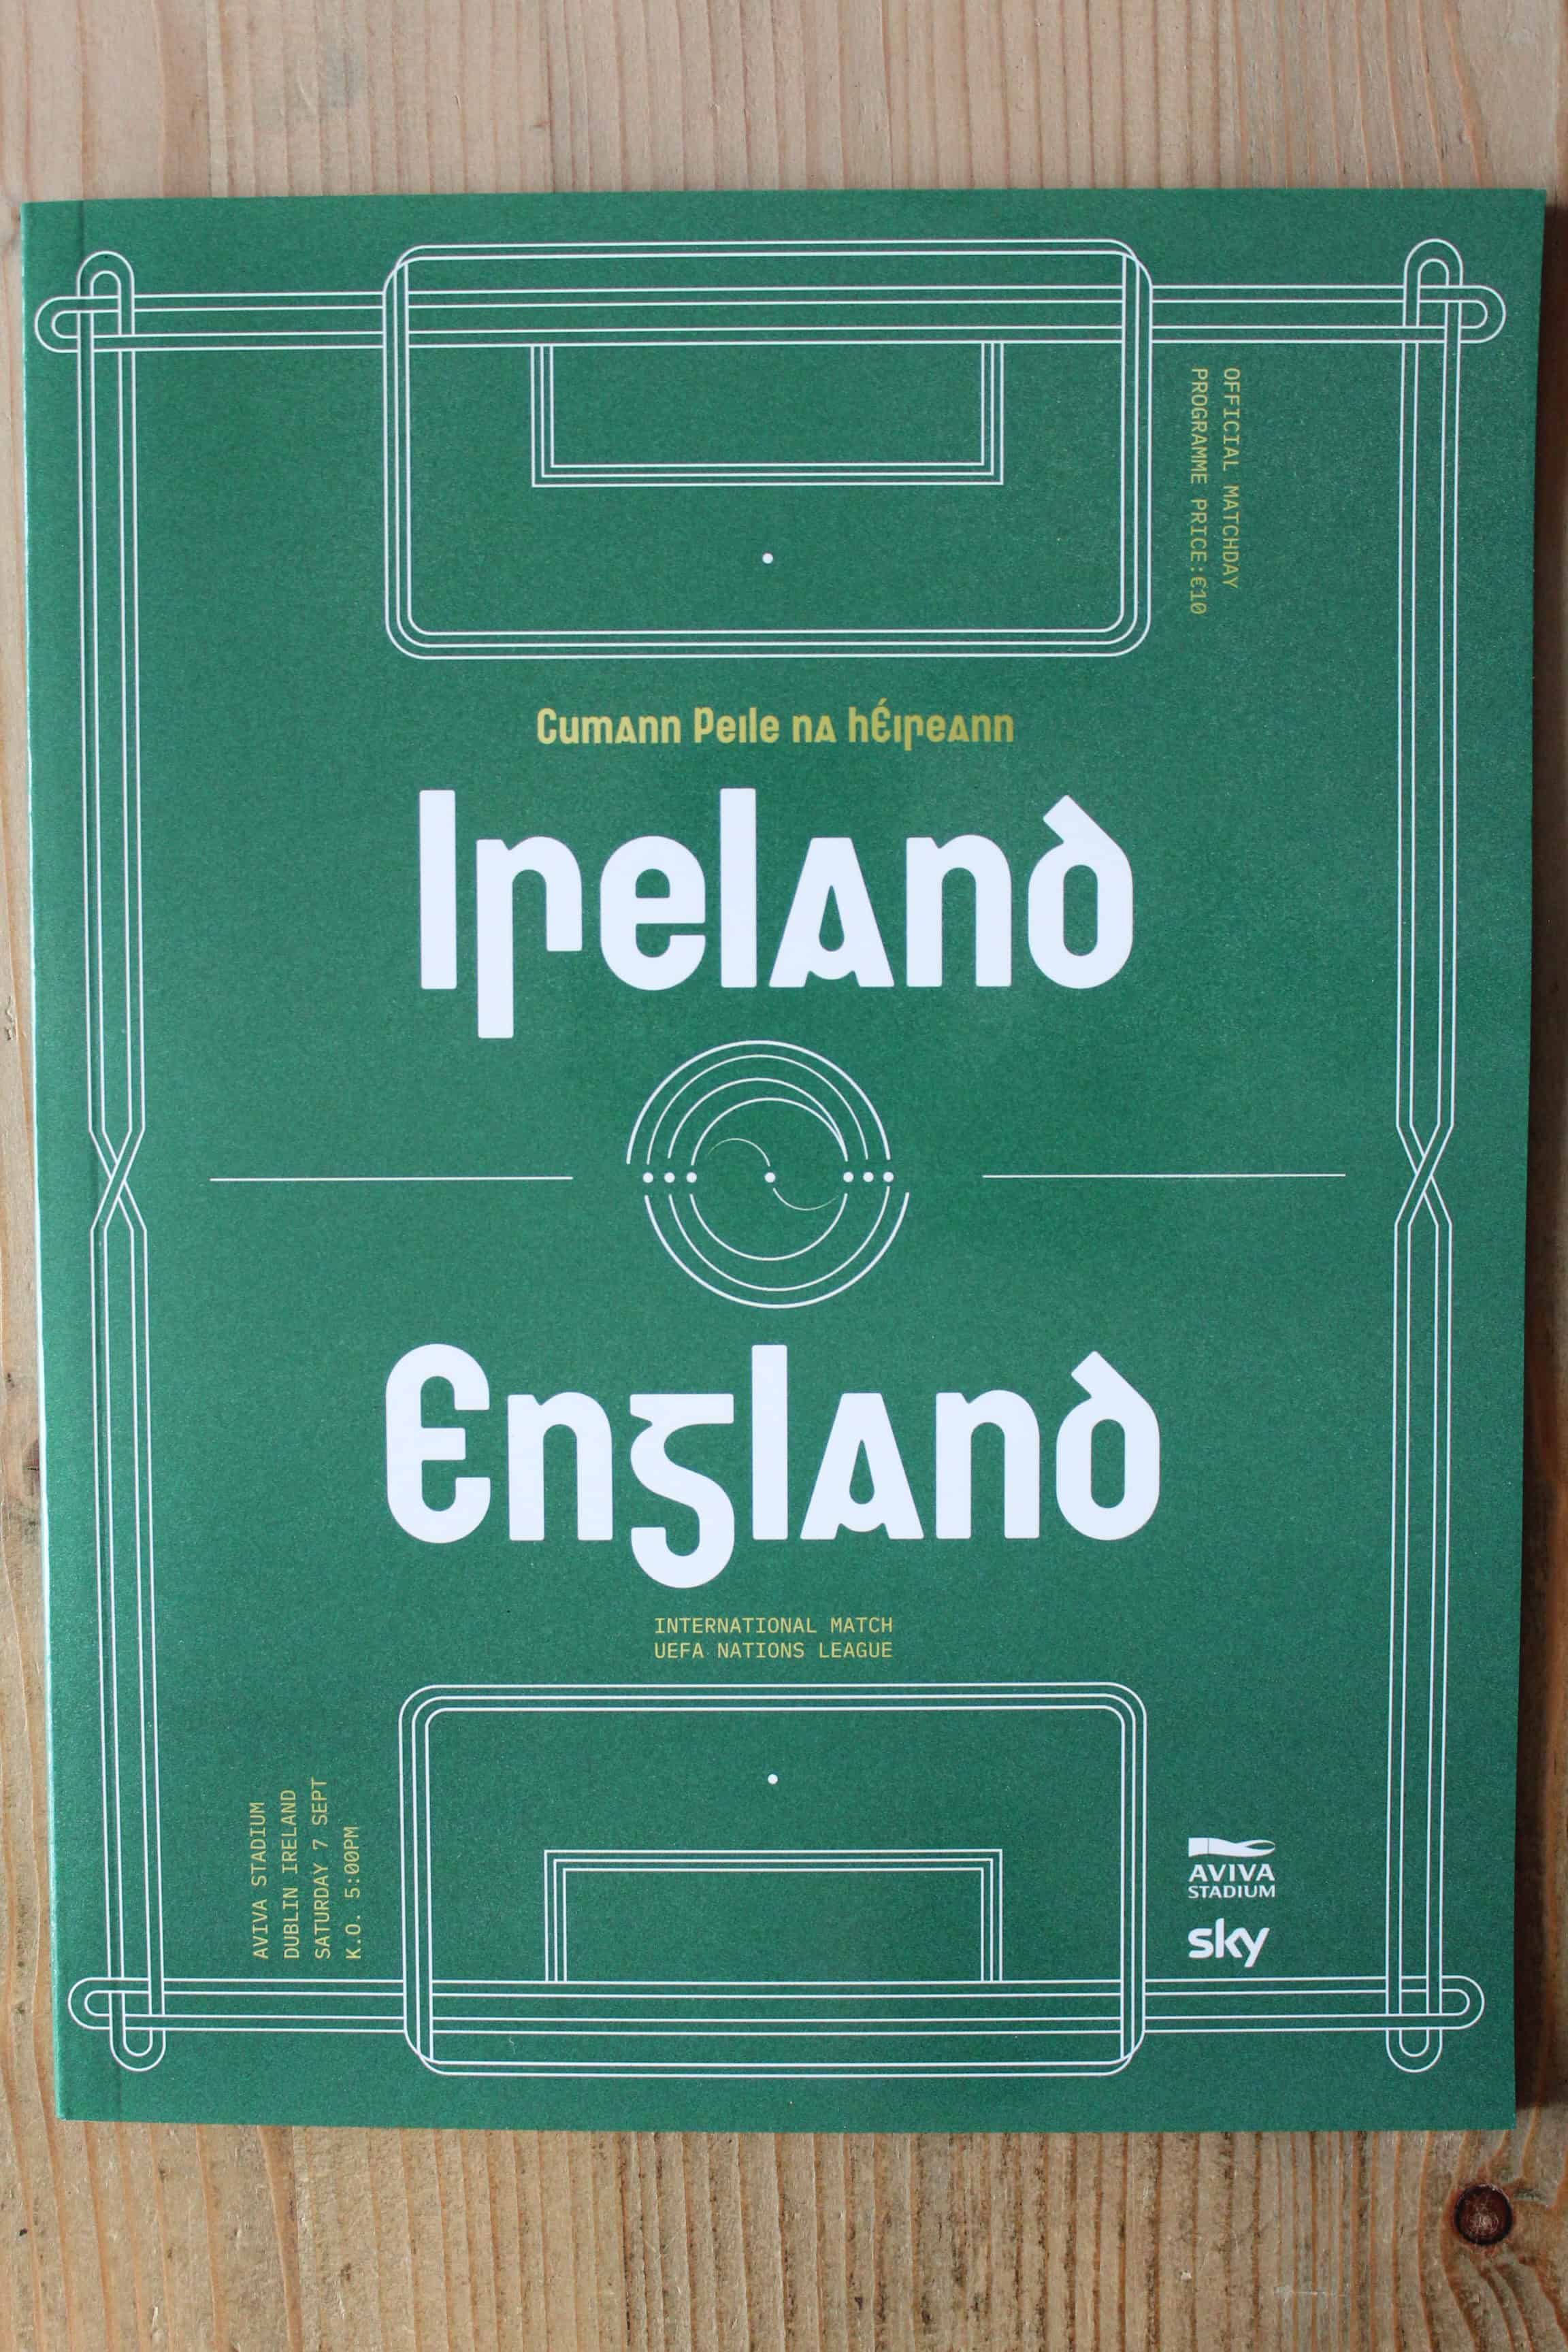 OFFICIAL MATCHDAY
PROGRAMME PRICE:€10
Cumann Peile na hÉireann
Ireland
England
INTERNATIONAL MATCH
UEFA NATIONS LEAGUE
AVIVA STADIUM
DUBLIN IRELAND
SATURDAY 7 SEPT
K.O. 5:00PM
AVIVA
STADIUM
sky